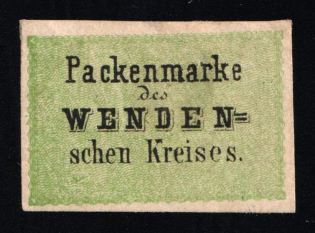 Packenmarke
des
WENDEN=
schen Kreises.